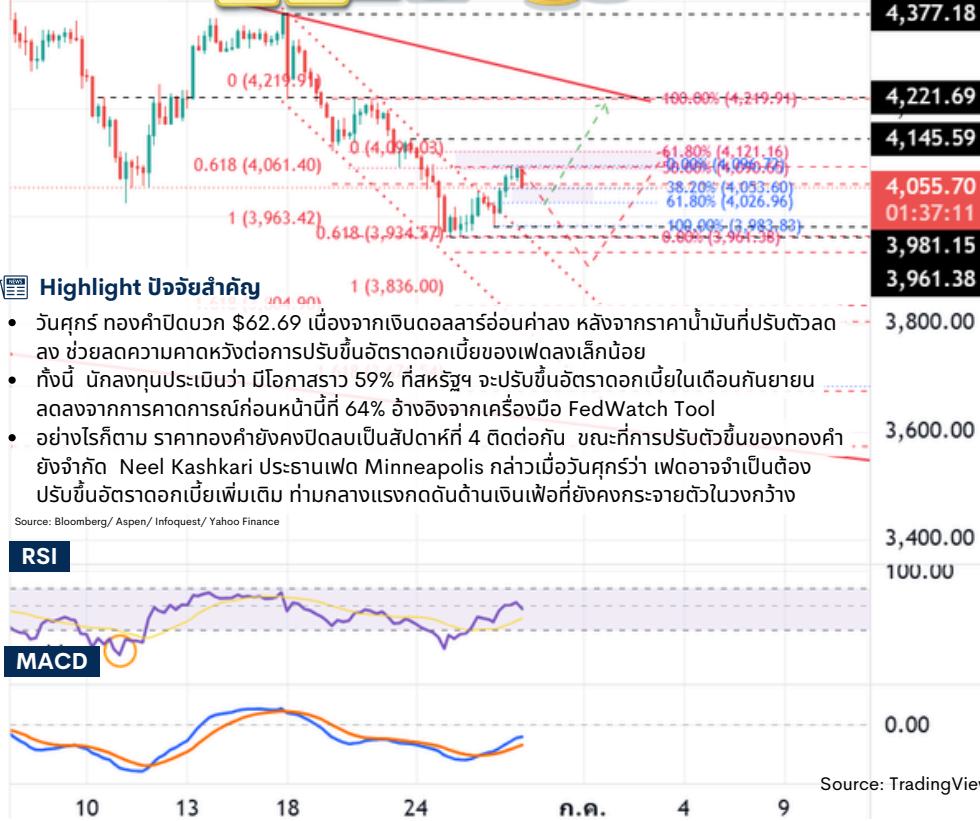 4,377.18
0 (4,219.91)
100.00% (4,219.91)
4,221.69
4,145.59
0 (4,094.03)
61.80% (4,121.16)
0.618 (4,061.40)
38.20% (4,053.60)
4,055.70
01:37:11
61.80% (4,026.96)
1 (3,963.42)
0.618 (3,934.57)
100.00% (3,983.83)
0.00% (3,961.38)
3,981.15
3,961.38
NEWS
Highlight ปัจจัยสำคัญ
1 (3,836.00)
3,800.00
• วันศุกร์ ทองคำปิดบวก $62.69 เนื่องจากเงินดอลลาร์อ่อนค่าลง หลังจากราคาน้ำมันที่ปรับตัวลด
ลง ช่วยลดความคาดหวังต่อการปรับขึ้นอัตราดอกเบี้ยของเฟดลงเล็กน้อย
• ทั้งนี้ นักลงทุนประเมินว่า มีโอกาสราว 59% ที่สหรัฐฯ จะปรับขึ้นอัตราดอกเบี้ยในเดือนกันยายน
ลดลงจากการคาดการณ์ก่อนหน้านี้ที่ 64% อ้างอิงจากเครื่องมือ FedWatch Tool
3,600.00
• อย่างไรก็ตาม ราคาทองคำยังคงปิดลบเป็นสัปดาห์ที่ 4 ติดต่อกัน ขณะที่การปรับตัวขึ้นของทองคำ
ยังจำกัด Neel Kashkari ประธานเฟด Minneapolis กล่าวเมื่อวันศุกร์ว่า เฟดอาจจำเป็นต้อง
ปรับขึ้นอัตราดอกเบี้ยเพิ่มเติม ท่ามกลางแรงกดดันด้านเงินเฟ้อที่ยังคงกระจายตัวในวงกว้าง
Source: Bloomberg/ Aspen/ Infoquest/ Yahoo Finance
3,400.00
RSI
100.00
MACD
0.00
Source: TradingView
10 13 18 24 ก.ค. 4 9